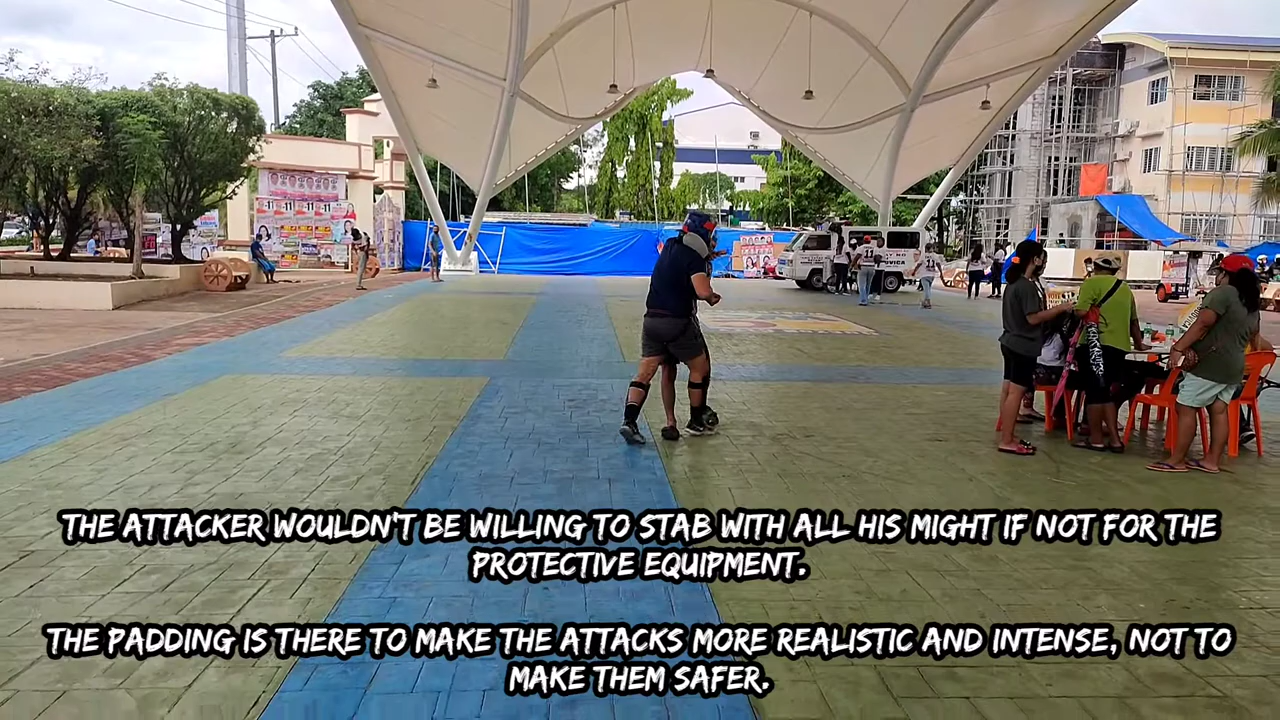 THE ATTACKER WOULDN'T BE WILLING TO STAB WITH ALL HIS MIGHT IF NOT FOR THE
PROTECTIVE EQUIPMENT.
THE PADDING IS THERE TO MAKE THE ATTACKS MORE REALISTIC AND INTENSE, NOT TO
MAKE THEM SAFER.